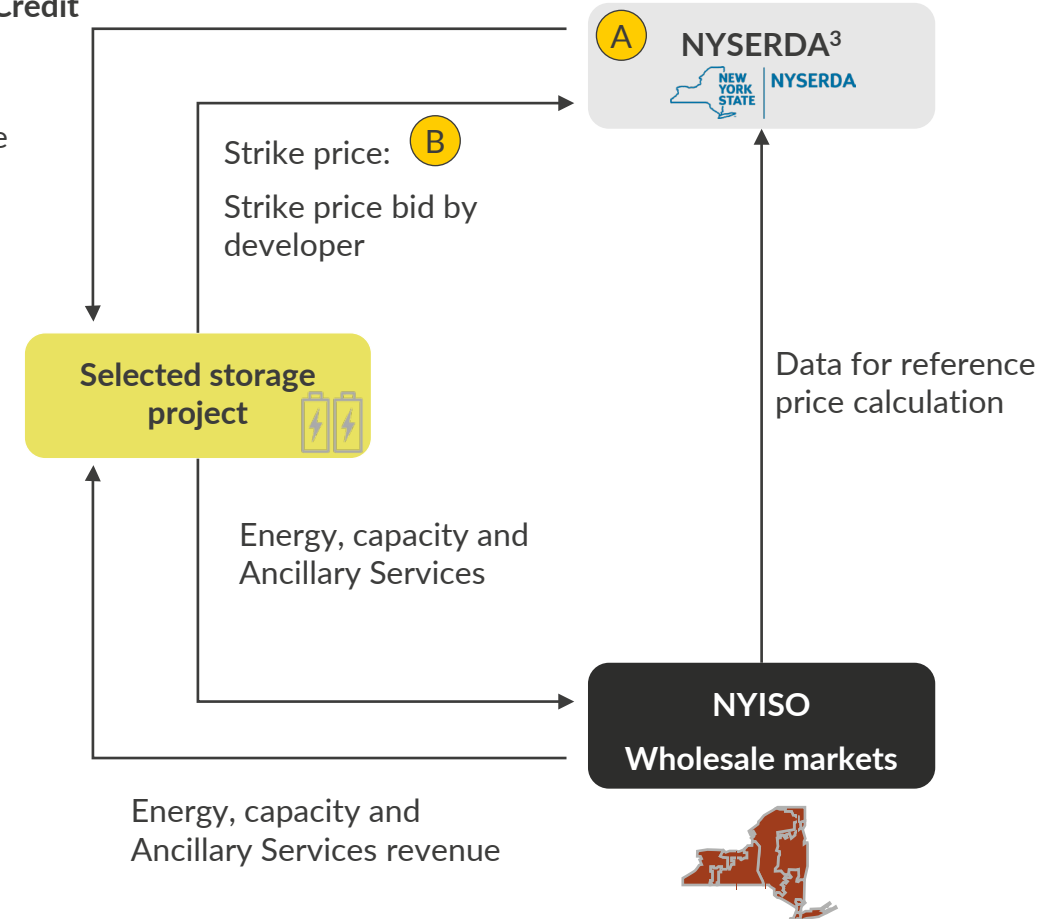 Credit
A
NYSERDA³
NEW
YORK
STATE
NYSERDA
e
Strike price:
B
Strike price bid by
developer
Selected storage
project
Data for reference
price calculation
Energy, capacity and
Ancillary Services
NYISO
Wholesale markets
Energy, capacity and
Ancillary Services revenue